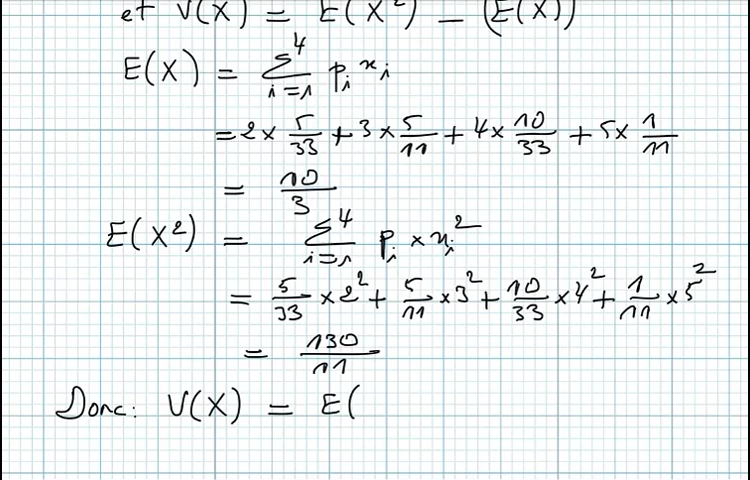 et V(X) = E(X²) - (E(X))
E(X) = Σ⁴ᵢ₌₁ pᵢ xᵢ
= 2 × 5/33 + 3 × 5/11 + 4 × 10/33 + 5 × 1/11
= 10/3
E(X²) = Σ⁴ᵢ₌₁ pᵢ × xᵢ²
= 5/33 × 2² + 5/11 × 3² + 10/33 × 4² + 1/11 × 5²
= 130/11
Donc: V(X) = E(